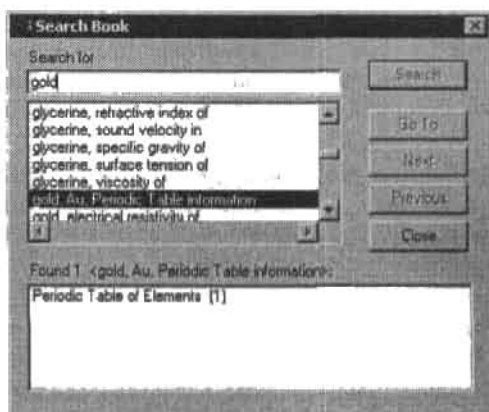 Search Book
Search for
gold
Search
glycerine, refractive index of
glycerine, sound velocity in
glycerine, specific gravity of
glycerine, surface tension of
glycerine, viscosity of
gold, Au, Periodic Table information
gold, electrical resistivity of
Go To
Next
Previous
Close
Found 1 <gold, Au, Periodic Table information>:
Periodic Table of Elements [1]